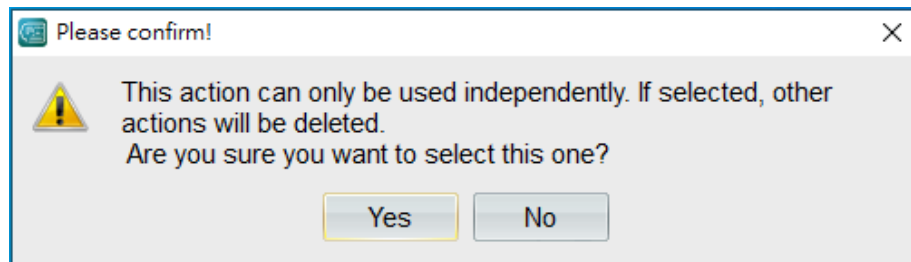 Please confirm!
This action can only be used independently. If selected, other
actions will be deleted.
Are you sure you want to select this one?
Yes No